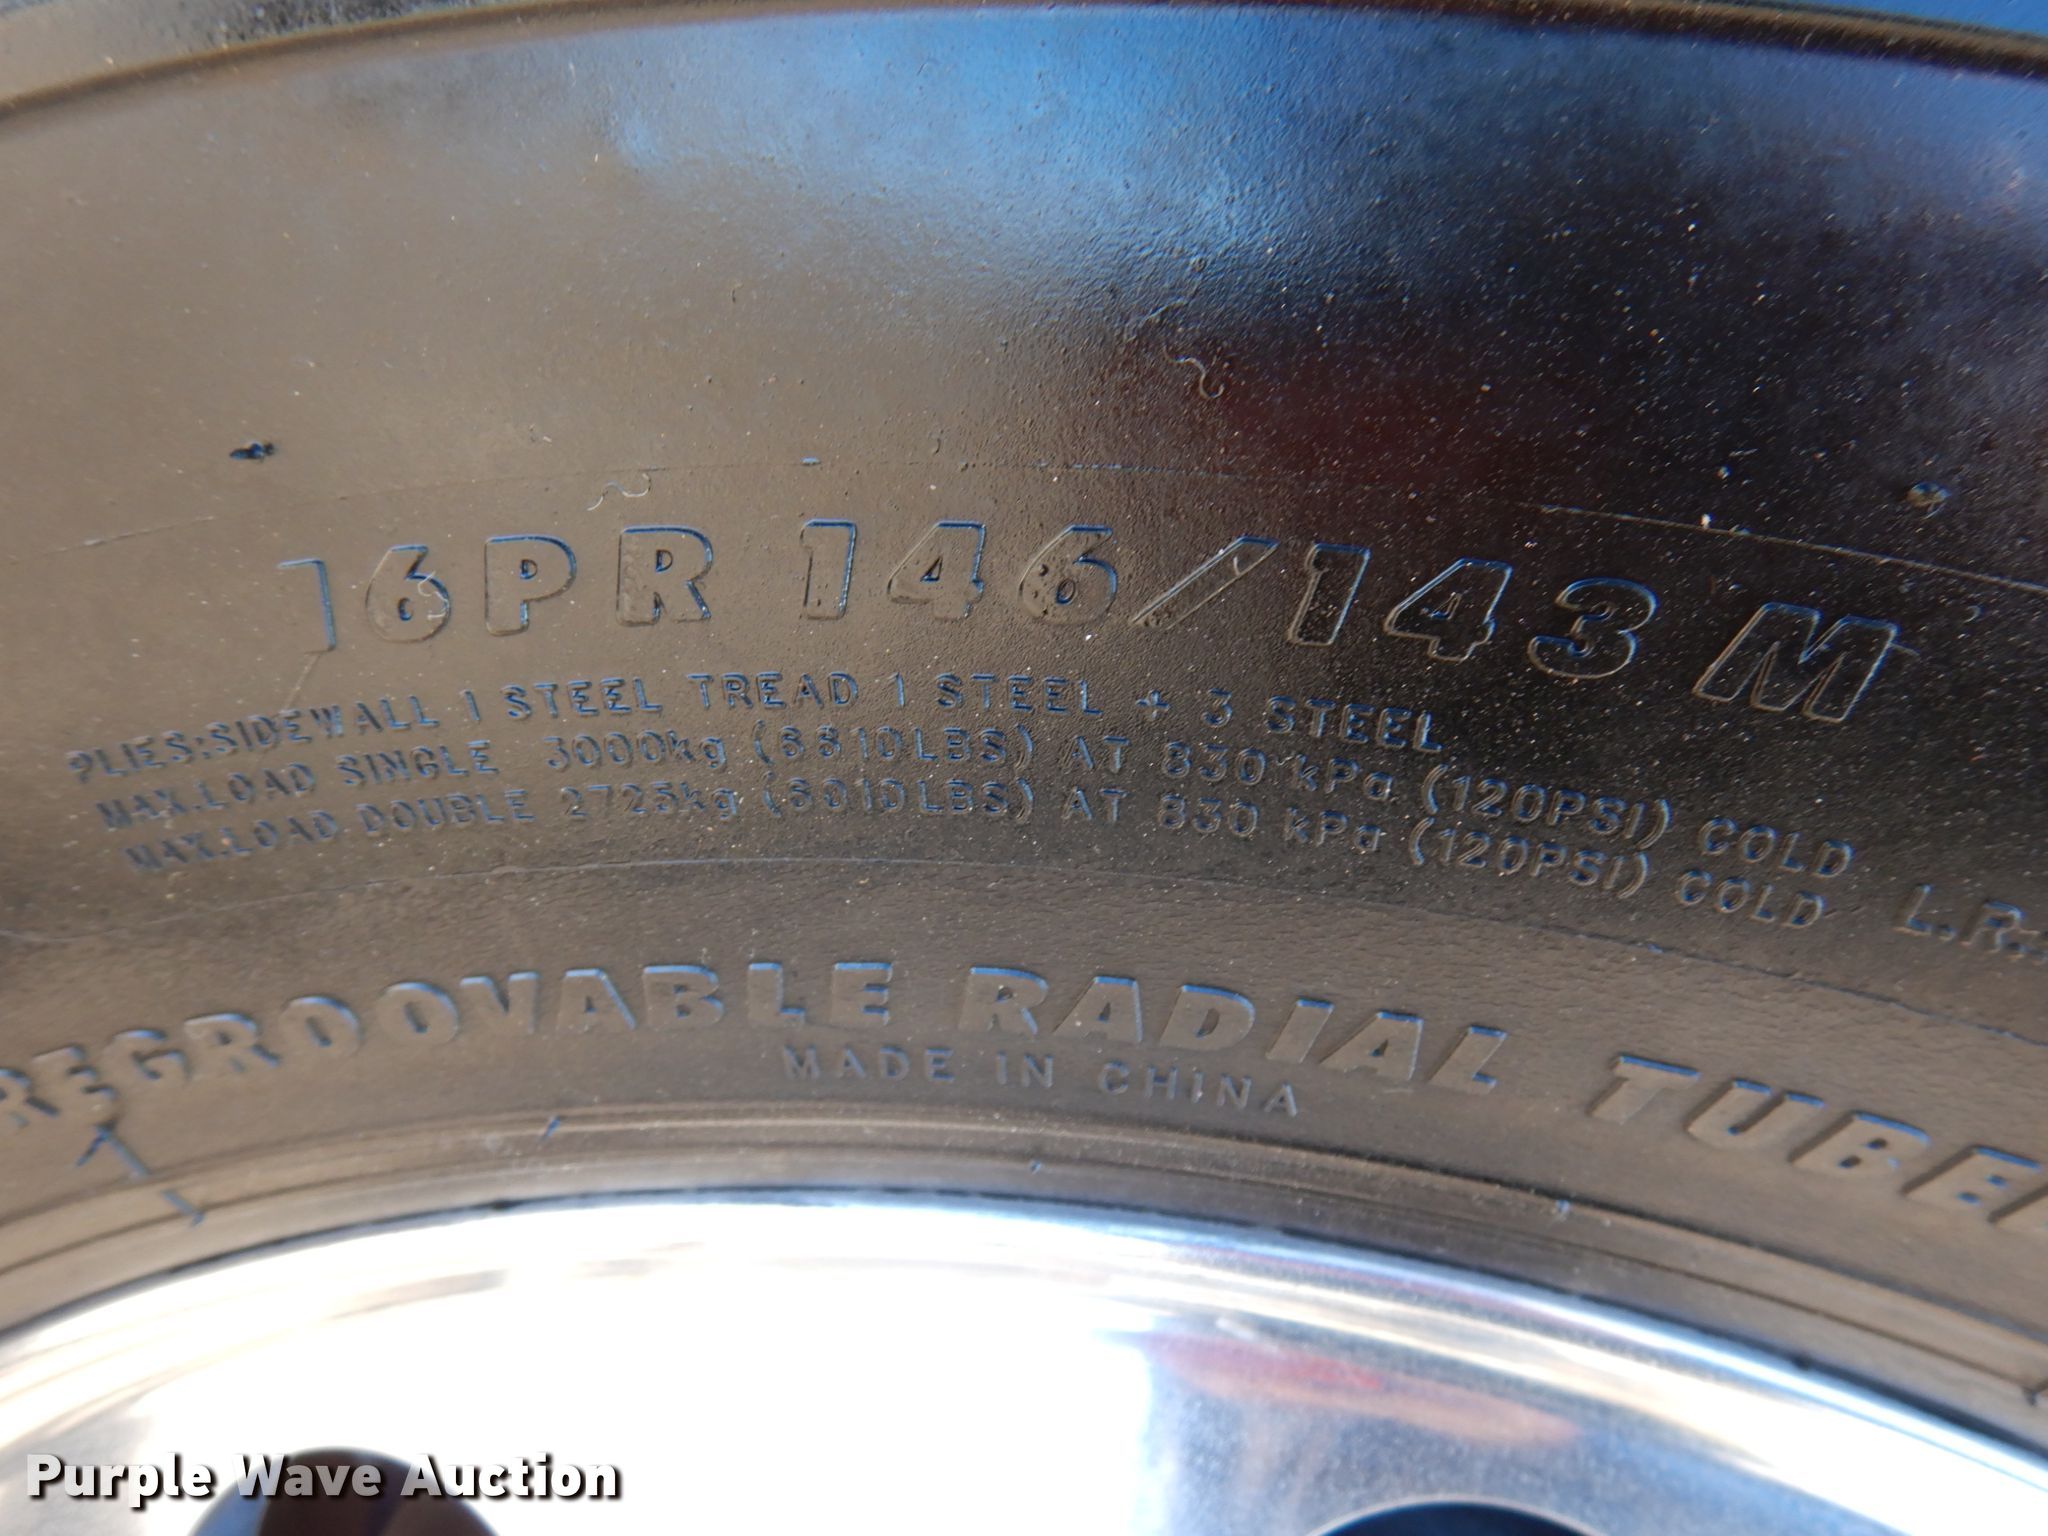 16PR 146/143 M
PLIES:SIDEWALL 1 STEEL TREAD 1 STEEL + 3 STEEL
MAX.LOAD SINGLE 3000kg (6610LBS) AT 830 kPa (120PSI) COLD
MAX.LOAD DOUBLE 2725kg (6010LBS) AT 830 kPa (120PSI) COLD
L.R.:
REGROOVABLE RADIAL TUBEL
MADE IN CHINA
1
Purple Wave Auction